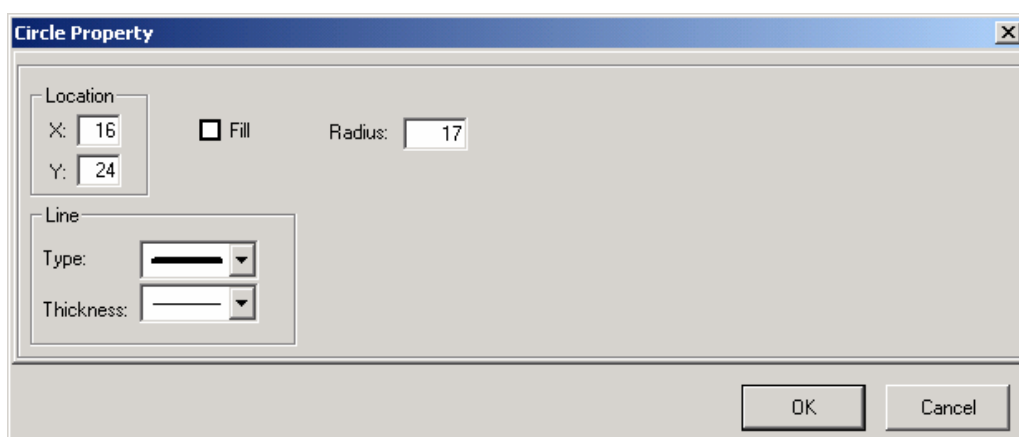 Circle Property
Location
X: 16
Fill
Radius: 17
Y: 24
Line
Type:
Thickness:
OK
Cancel